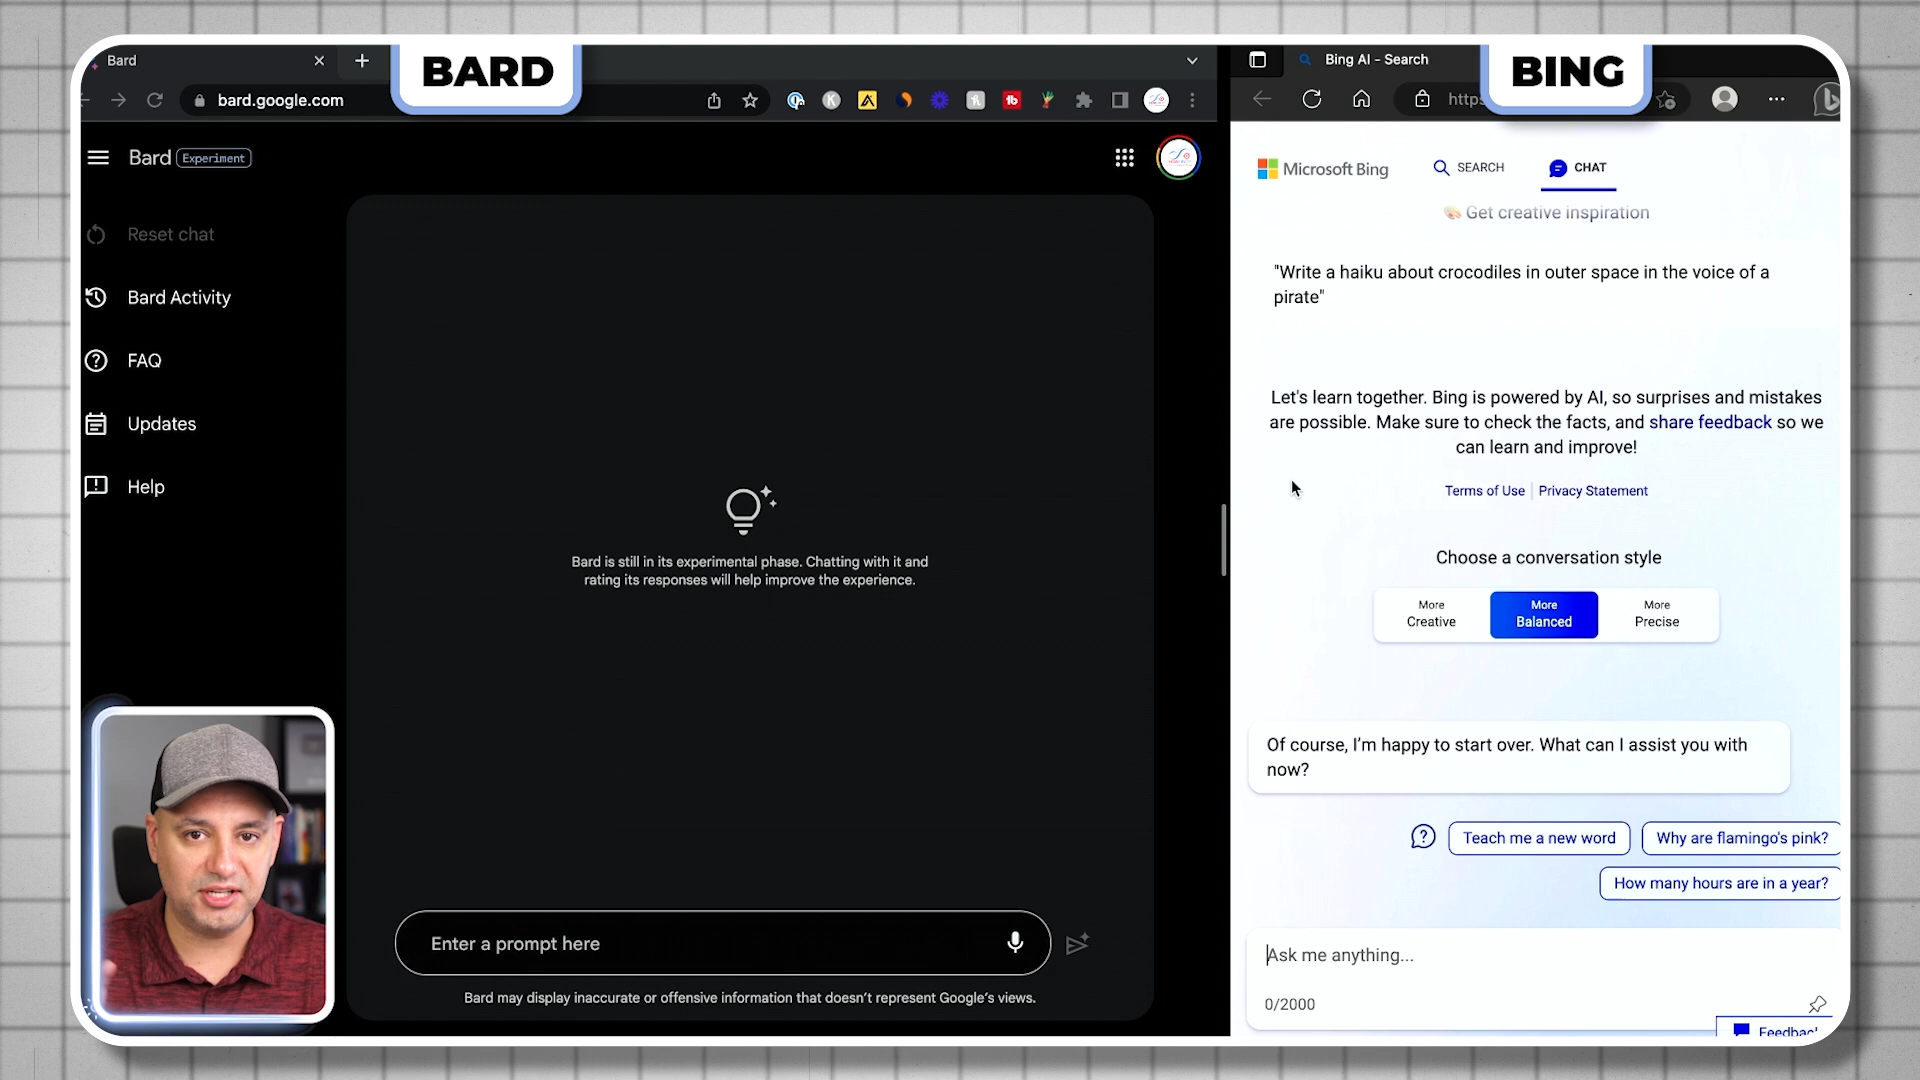 Bard
BARD
bard.google.com
Bard Experiment
Reset chat
Bard Activity
FAQ
Updates
Help
Bard is still in its experimental phase. Chatting with it and
rating its responses will help improve the experience.
Enter a prompt here
Bard may display inaccurate or offensive information that doesn't represent Google's views.
Bing AI - Search
BING
https
Microsoft Bing
SEARCH
CHAT
Get creative inspiration
"Write a haiku about crocodiles in outer space in the voice of a
pirate"
Let's learn together. Bing is powered by AI, so surprises and mistakes
are possible. Make sure to check the facts, and share feedback so we
can learn and improve!
Terms of Use | Privacy Statement
Choose a conversation style
More
Creative
More
Balanced
More
Precise
Of course, I'm happy to start over. What can I assist you with
now?
Teach me a new word
Why are flamingo's pink?
How many hours are in a year?
Ask me anything...
0/2000